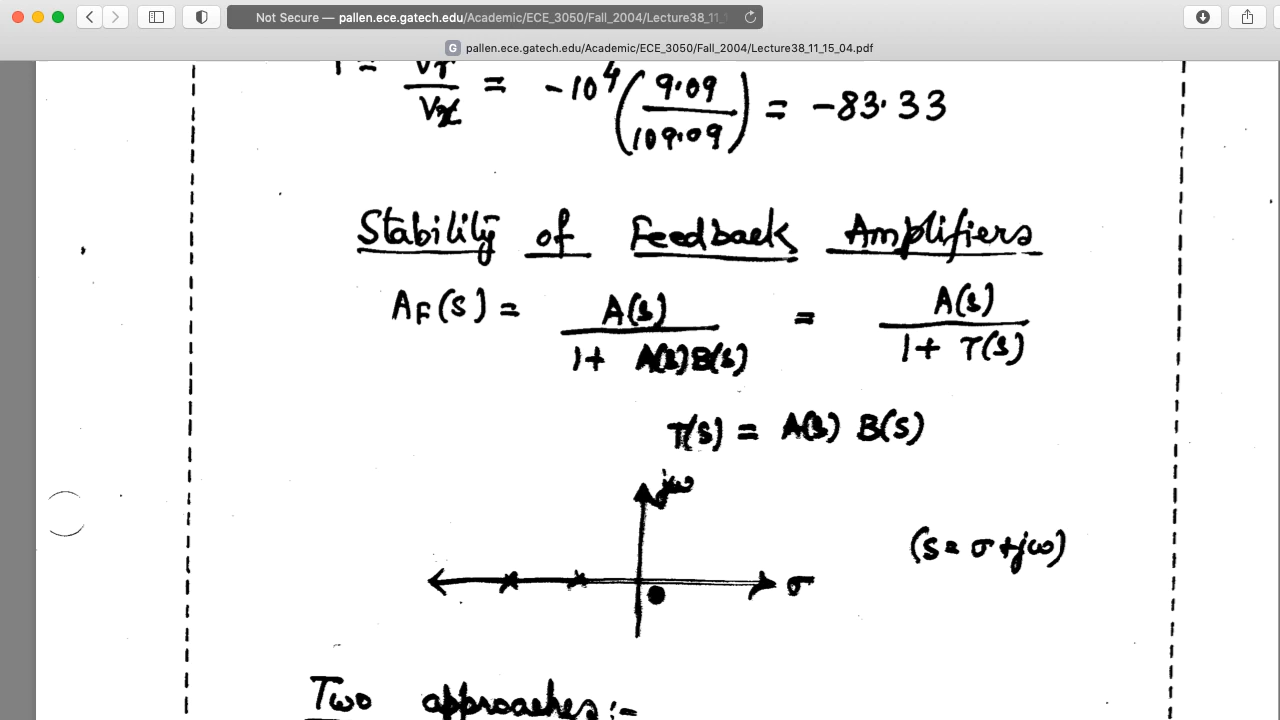 Not Secure — pallen.ece.gatech.edu/Academic/ECE_3050/Fall_2004/Lecture38_11_
G pallen.ece.gatech.edu/Academic/ECE_3050/Fall_2004/Lecture38_11_15_04.pdf
= -10^4 (9.09 / 109.09) = -83.33
Stability of Feedback Amplifiers
A_F(s) = A(s) / (1 + A(s)B(s)) = A(s) / (1 + T(s))
T(s) = A(s) B(s)
jω
(s = σ + jω)
σ
Two approaches:-